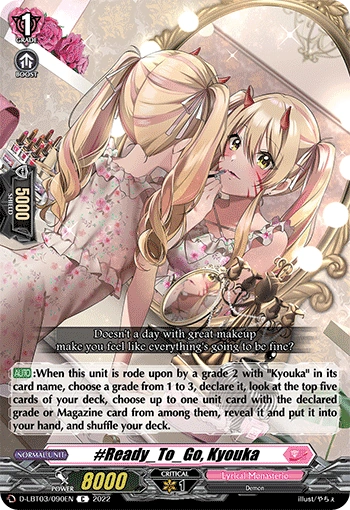 1
GRADE
BOOST
5000
SHIELD
Doesn't a day with great makeup
make you feel like everything's going to be fine?
AUTO:When this unit is rode upon by a grade 2 with "Kyouka" in its
card name, choose a grade from 1 to 3, declare it, look at the top five
cards of your deck, choose up to one unit card with the declared
grade or Magazine card from among them, reveal it and put it into
your hand, and shuffle your deck.
NORMAL UNIT
#Ready_To_Go, Kyouka
POWER 8000
CRITICAL
1
Lyrical Monasterio
Demon
D-LBT03/090EN C 2022
illust/やちぇ